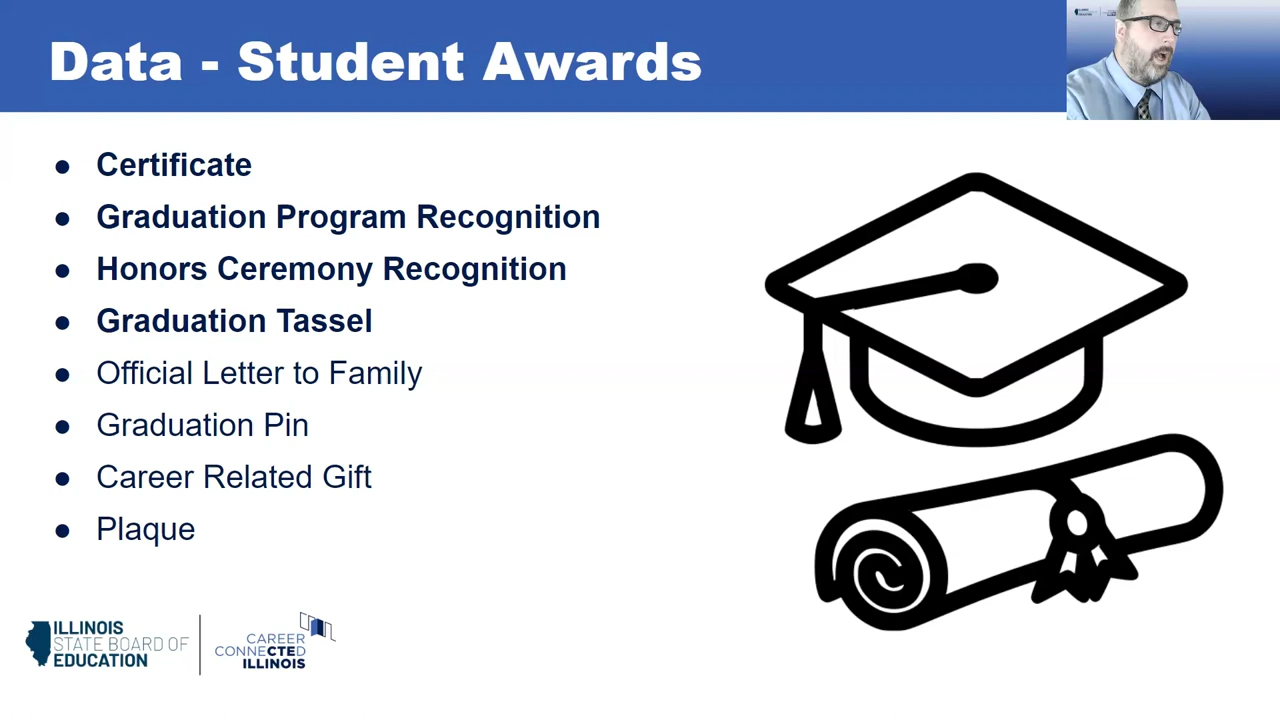 Data - Student Awards
● Certificate
● Graduation Program Recognition
● Honors Ceremony Recognition
● Graduation Tassel
● Official Letter to Family
● Graduation Pin
● Career Related Gift
● Plaque
ILLINOIS
STATE BOARD OF
EDUCATION
CAREER
CONNECTED
ILLINOIS